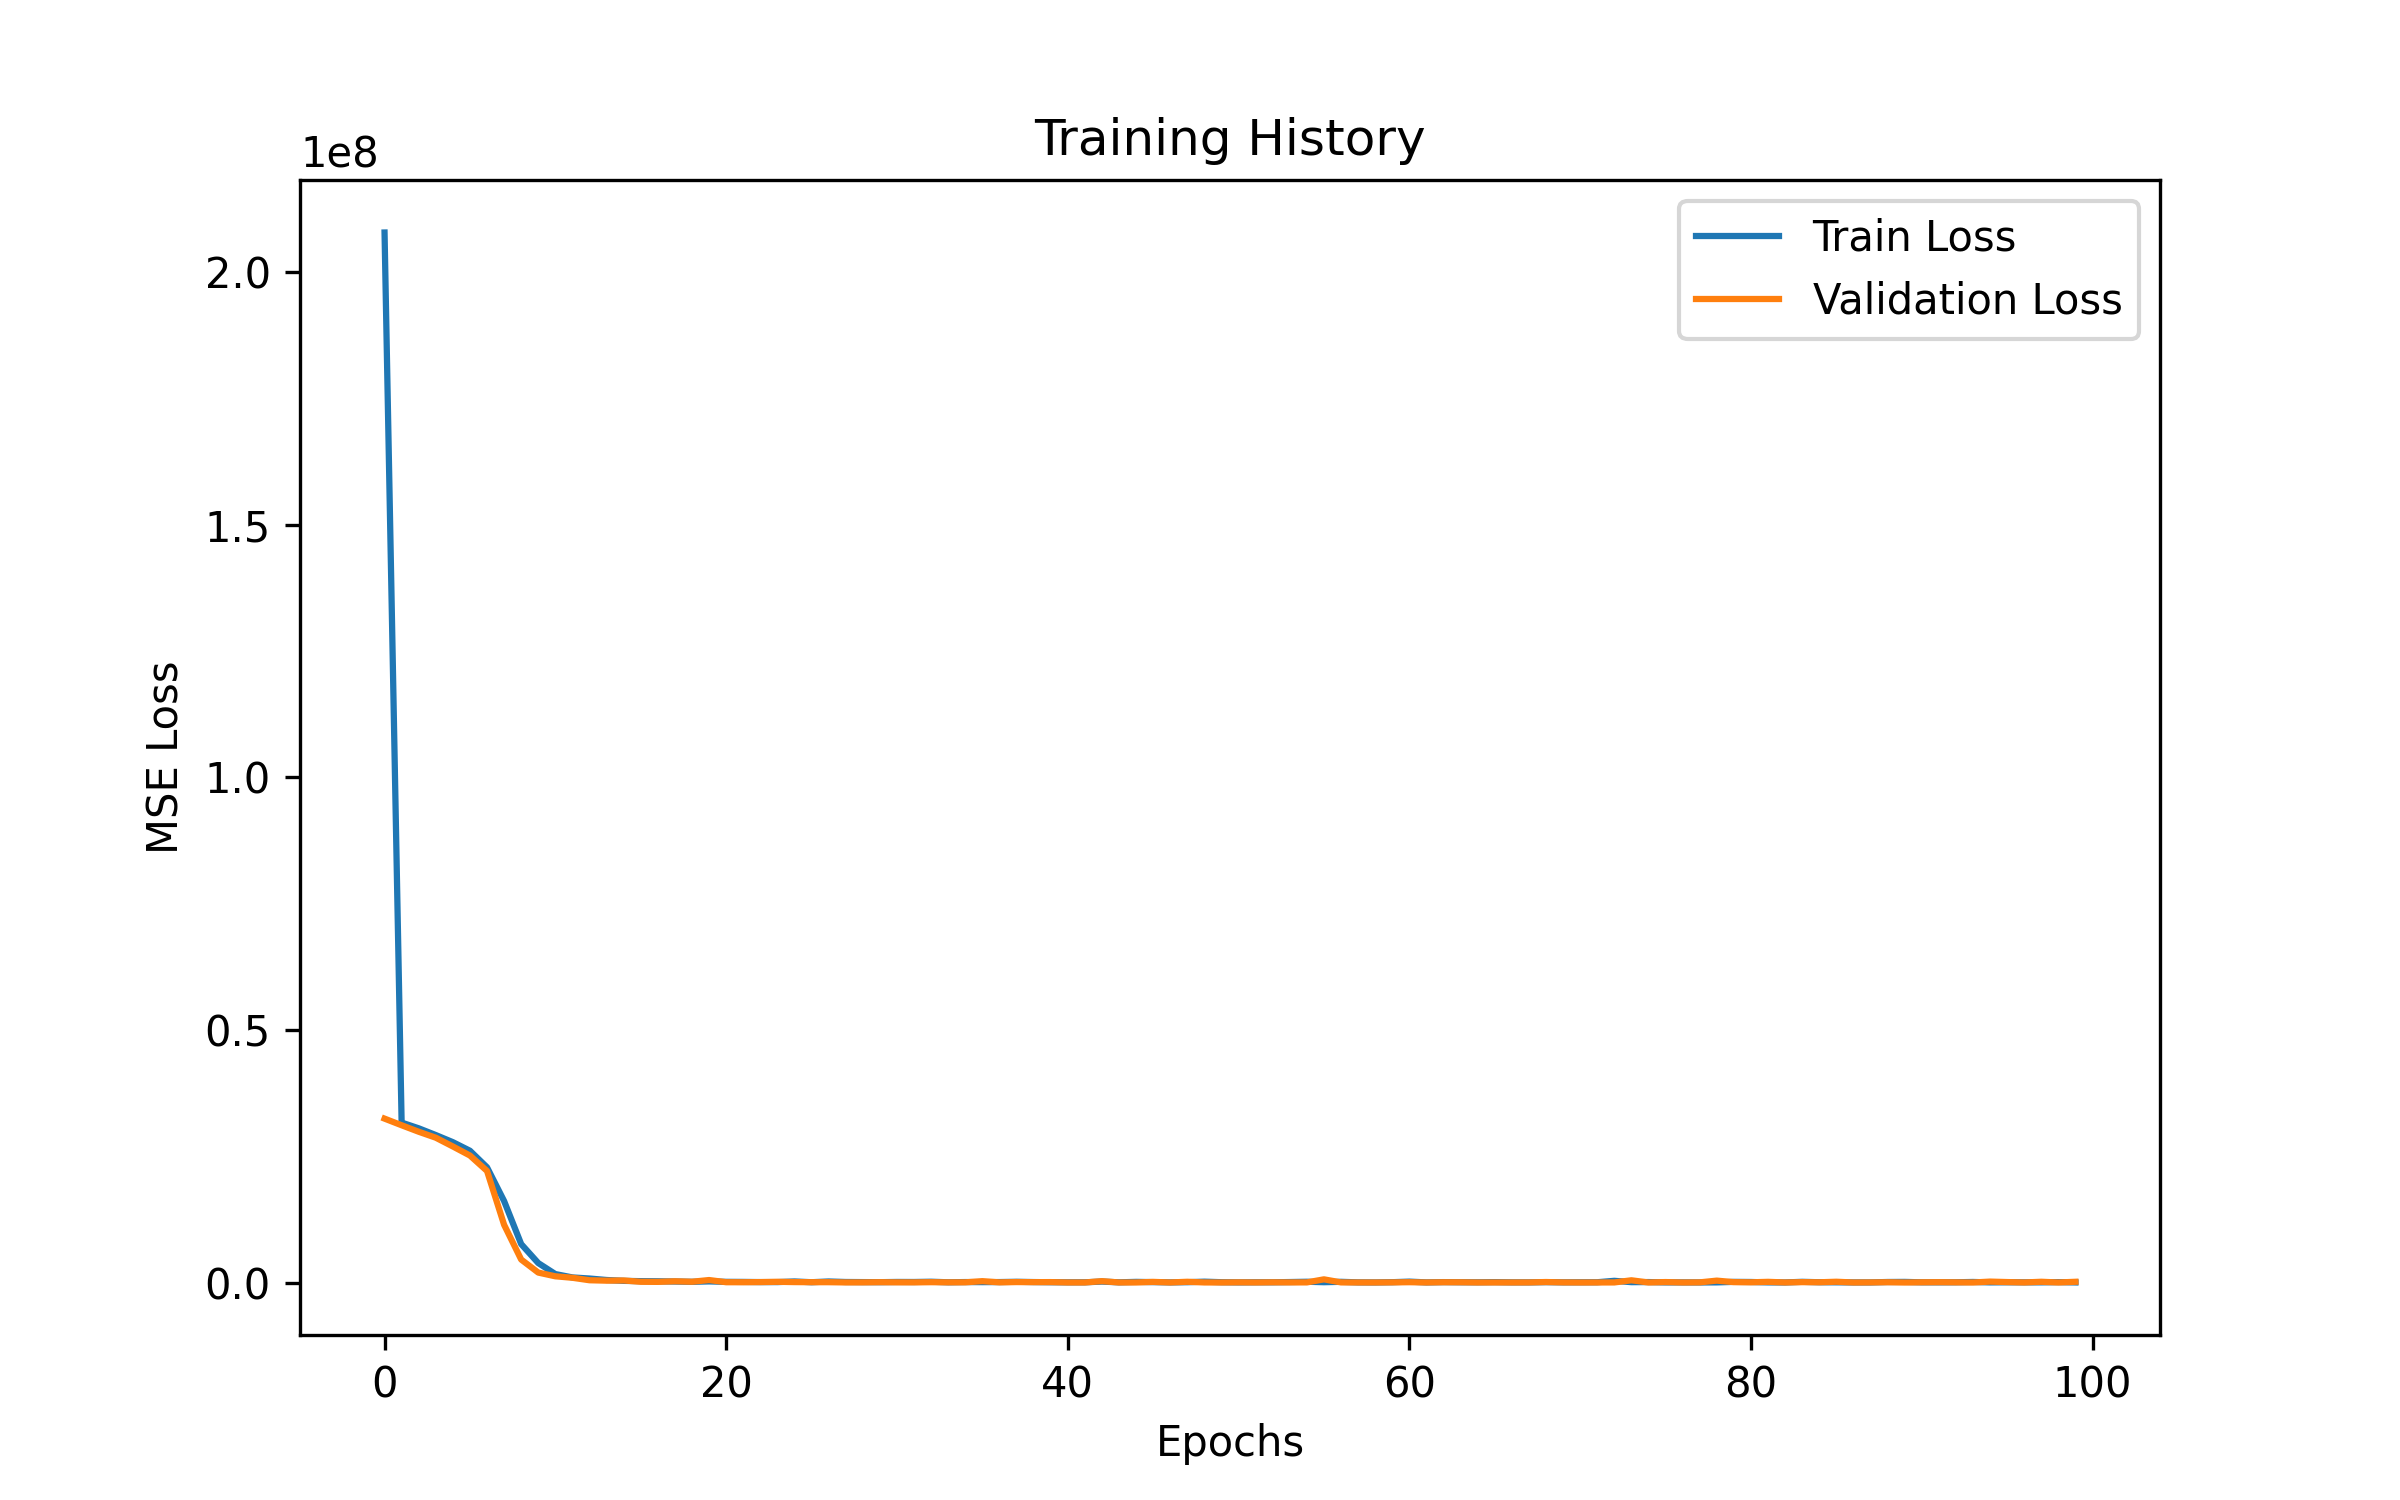 Training History
1e8
Train Loss
Validation Loss
2.0
1.5
1.0
0.5
0.0
MSE Loss
0 20 40 60 80 100
Epochs